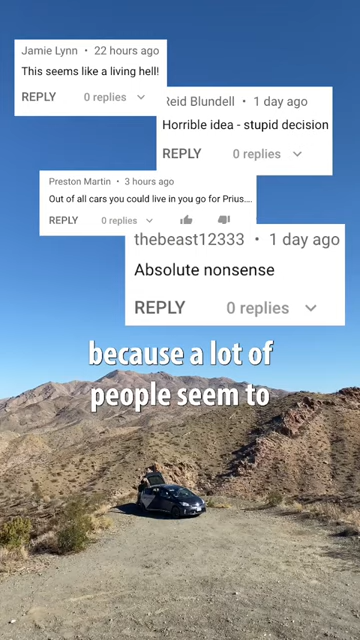 Jamie Lynn • 22 hours ago
This seems like a living hell!
REPLY 0 replies
Reid Blundell • 1 day ago
Horrible idea - stupid decision
REPLY 0 replies
Preston Martin • 3 hours ago
Out of all cars you could live in you go for Prius....
REPLY 0 replies
thebeast12333 • 1 day ago
Absolute nonsense
REPLY 0 replies
because a lot of
people seem to